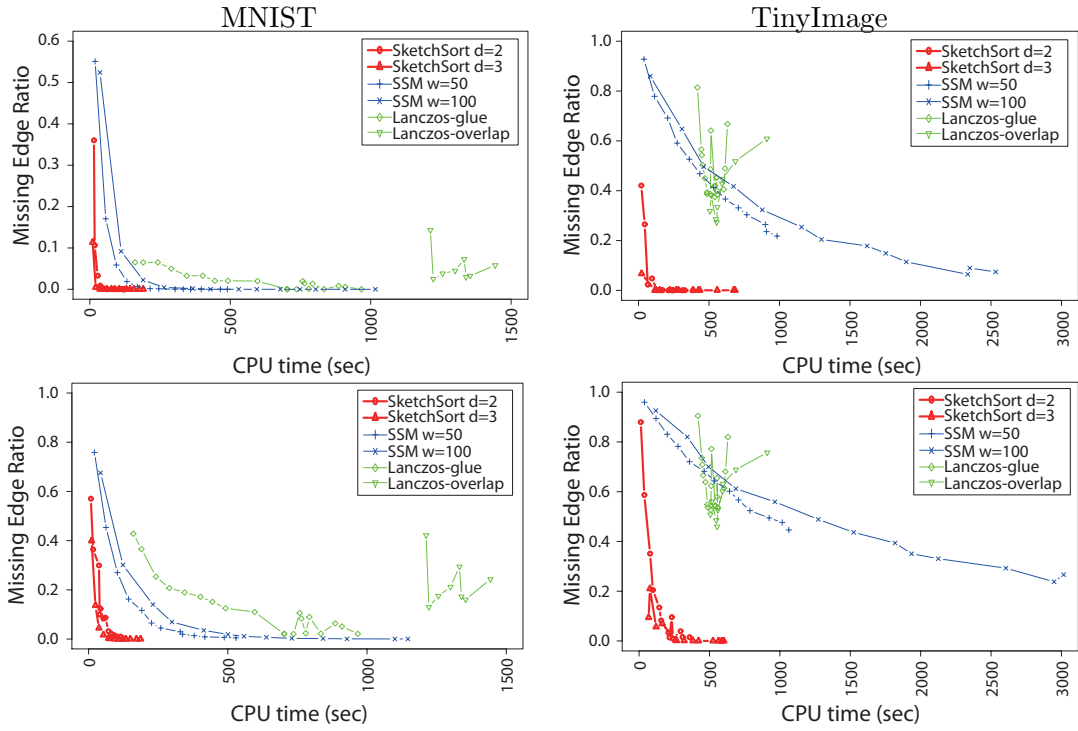 MNIST
Missing Edge Ratio
0.6
0.5
0.4
0.3
0.2
0.1
0.0
SketchSort d=2
SketchSort d=3
SSM w=50
SSM w=100
Lanczos-glue
Lanczos-overlap
0
500
1000
1500
CPU time (sec)
TinyImage
Missing Edge Ratio
1.0
0.8
0.6
0.4
0.2
0.0
SketchSort d=2
SketchSort d=3
SSM w=50
SSM w=100
Lanczos-glue
Lanczos-overlap
0
500
1000
1500
2000
2500
3000
CPU time (sec)
Missing Edge Ratio
1.0
0.8
0.6
0.4
0.2
0.0
SketchSort d=2
SketchSort d=3
SSM w=50
SSM w=100
Lanczos-glue
Lanczos-overlap
0
500
1000
1500
CPU time (sec)
Missing Edge Ratio
1.0
0.8
0.6
0.4
0.2
0.0
SketchSort d=2
SketchSort d=3
SSM w=50
SSM w=100
Lanczos-glue
Lanczos-overlap
0
500
1000
1500
2000
2500
3000
CPU time (sec)